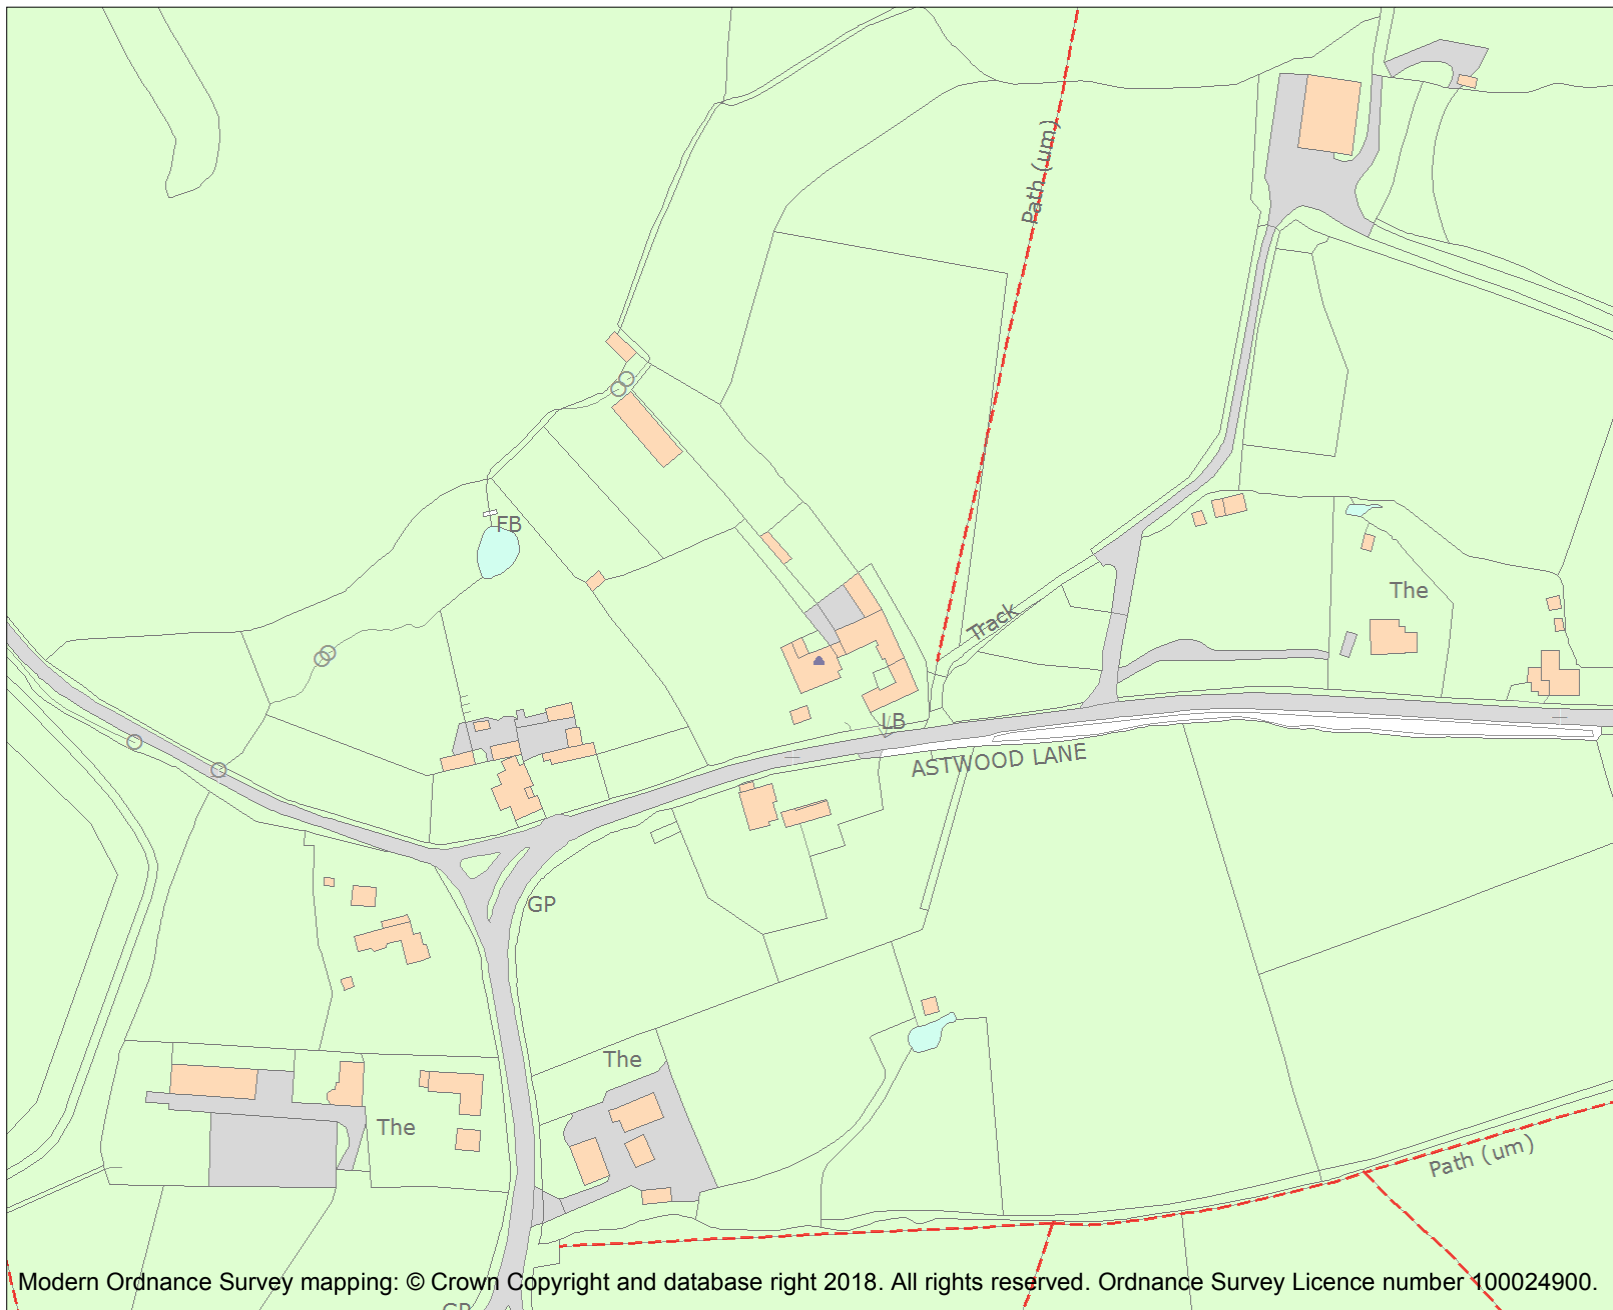 Path (um)
FB
The
Track
LB
ASTWOOD LANE
GP
The
The
Path (um)
Modern Ordnance Survey mapping: © Crown Copyright and database right 2018. All rights reserved. Ordnance Survey Licence number 100024900.
GP